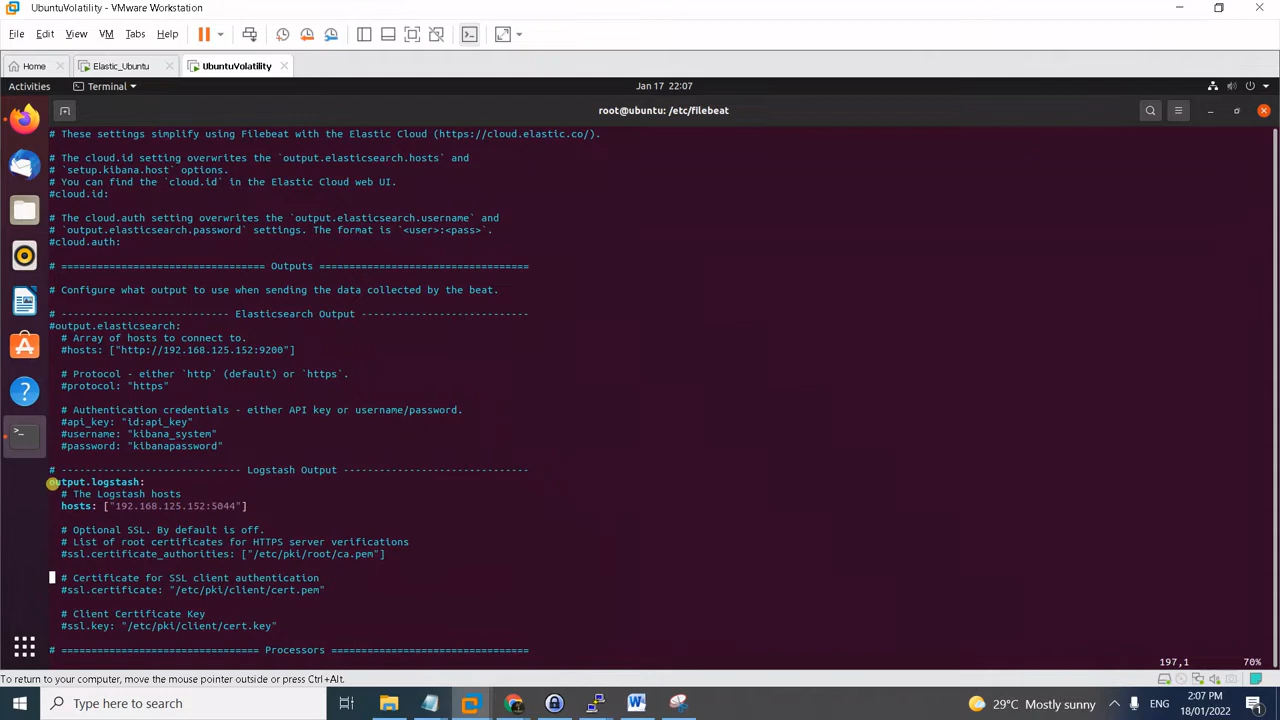 UbuntuVolatility - VMware Workstation
File Edit View VM Tabs Help
Home Elastic_Ubuntu UbuntuVolatility
Activities Terminal Jan 17 22:07
root@ubuntu: /etc/filebeat
# These settings simplify using Filebeat with the Elastic Cloud (https://cloud.elastic.co/).
# The cloud.id setting overwrites the `output.elasticsearch.hosts` and
# `setup.kibana.host` options.
# You can find the `cloud.id` in the Elastic Cloud web UI.
#cloud.id:
# The cloud.auth setting overwrites the `output.elasticsearch.username` and
# `output.elasticsearch.password` settings. The format is `<user>:<pass>`.
#cloud.auth:
# ================================== Outputs ===================================
# Configure what output to use when sending the data collected by the beat.
# ---------------------------- Elasticsearch Output ----------------------------
#output.elasticsearch:
# Array of hosts to connect to.
#hosts: ["http://192.168.125.152:9200"]
# Protocol - either `http` (default) or `https`.
#protocol: "https"
# Authentication credentials - either API key or username/password.
#api_key: "id:api_key"
#username: "kibana_system"
#password: "kibanapassword"
# ------------------------------ Logstash Output -------------------------------
output.logstash:
# The Logstash hosts
hosts: ["192.168.125.152:5044"]
# Optional SSL. By default is off.
# List of root certificates for HTTPS server verifications
#ssl.certificate_authorities: ["/etc/pki/root/ca.pem"]
# Certificate for SSL client authentication
#ssl.certificate: "/etc/pki/client/cert.pem"
# Client Certificate Key
#ssl.key: "/etc/pki/client/cert.key"
# ================================= Processors =================================
197,1 70%
To return to your computer, move the mouse pointer outside or press Ctrl+Alt.
Type here to search
29°C Mostly sunny
ENG
2:07 PM
18/01/2022